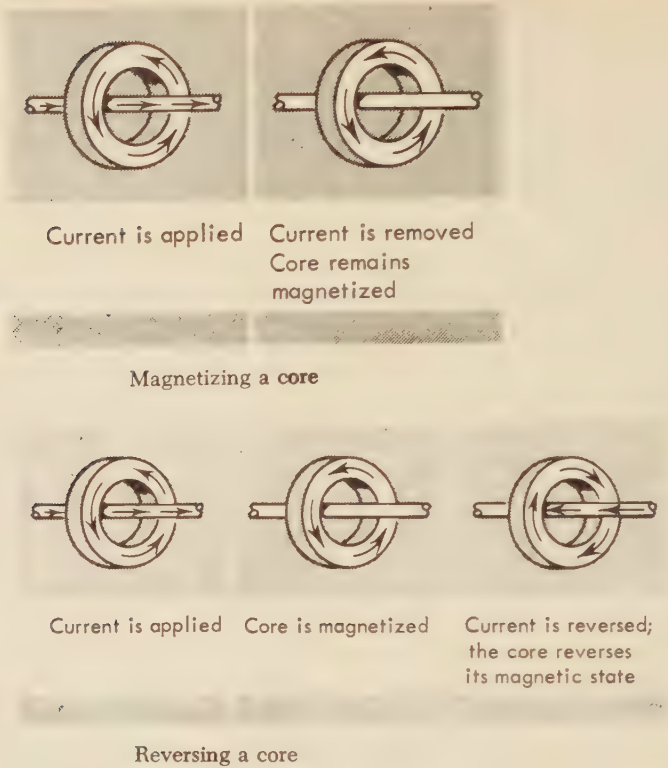 Current is applied
Current is removed
Core remains
magnetized
Magnetizing a core
Current is applied
Core is magnetized
Current is reversed;
the core reverses
its magnetic state
Reversing a core